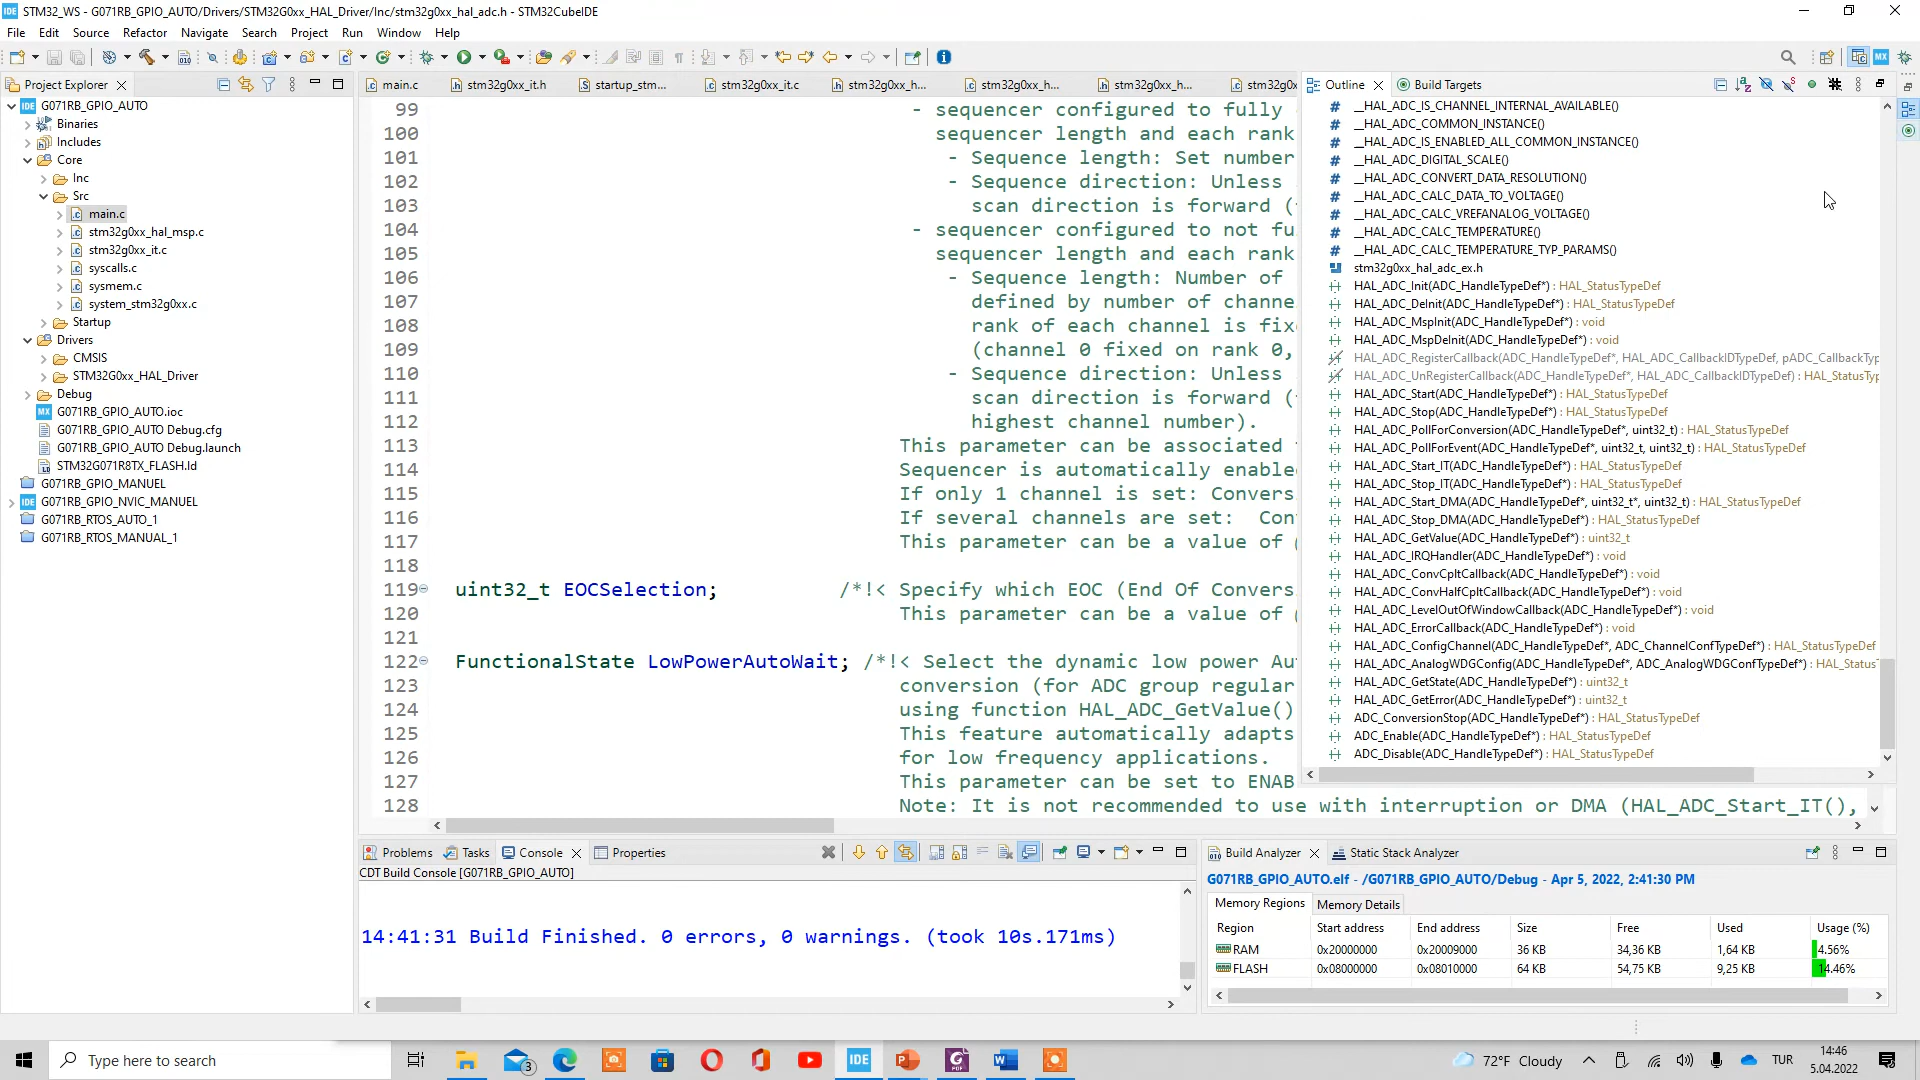 STM32_WS - G071RB_GPIO_AUTO/Drivers/STM32G0xx_HAL_Driver/Inc/stm32g0xx_hal_adc.h - STM32CubeIDE
File Edit Source Refactor Navigate Search Project Run Window Help
Project Explorer
G071RB_GPIO_AUTO
Binaries
Includes
Core
Inc
Src
main.c
stm32g0xx_hal_msp.c
stm32g0xx_it.c
syscalls.c
sysmem.c
system_stm32g0xx.c
Startup
Drivers
CMSIS
STM32G0xx_HAL_Driver
Debug
G071RB_GPIO_AUTO.ioc
G071RB_GPIO_AUTO Debug.cfg
G071RB_GPIO_AUTO Debug.launch
STM32G071R8TX_FLASH.ld
G071RB_GPIO_MANUEL
G071RB_GPIO_NVIC_MANUEL
G071RB_RTOS_AUTO_1
G071RB_RTOS_MANUAL_1
main.c stm32g0xx_it.h startup_stm... stm32g0xx_it.c stm32g0xx_h... stm32g0xx_h... stm32g0xx_h... stm32g0xx
99 - sequencer configured to fully
100 sequencer length and each rank
101 - Sequence length: Set number
102 - Sequence direction: Unless
103 scan direction is forward (
104 - sequencer configured to not fu
105 sequencer length and each rank
106 - Sequence length: Number of
107 defined by number of channe
108 rank of each channel is fix
109 (channel 0 fixed on rank 0,
110 - Sequence direction: Unless
111 scan direction is forward (
112 highest channel number).
113 This parameter can be associated
114 Sequencer is automatically enable
115 If only 1 channel is set: Convers
116 If several channels are set:  Con
117 This parameter can be a value of
118
119 uint32_t EOCSelection; /*!< Specify which EOC (End Of Convers
120 This parameter can be a value of
121
122 FunctionalState LowPowerAutoWait; /*!< Select the dynamic low power Au
123 conversion (for ADC group regular
124 using function HAL_ADC_GetValue()
125 This feature automatically adapts
126 for low frequency applications.
127 This parameter can be set to ENAB
128 Note: It is not recommended to use with interruption or DMA (HAL_ADC_Start_IT(),
Outline Build Targets
__HAL_ADC_IS_CHANNEL_INTERNAL_AVAILABLE()
__HAL_ADC_COMMON_INSTANCE()
__HAL_ADC_IS_ENABLED_ALL_COMMON_INSTANCE()
__HAL_ADC_DIGITAL_SCALE()
__HAL_ADC_CONVERT_DATA_RESOLUTION()
__HAL_ADC_CALC_DATA_TO_VOLTAGE()
__HAL_ADC_CALC_VREFANALOG_VOLTAGE()
__HAL_ADC_CALC_TEMPERATURE()
__HAL_ADC_CALC_TEMPERATURE_TYP_PARAMS()
stm32g0xx_hal_adc_ex.h
HAL_ADC_Init(ADC_HandleTypeDef*) : HAL_StatusTypeDef
HAL_ADC_DeInit(ADC_HandleTypeDef*) : HAL_StatusTypeDef
HAL_ADC_MspInit(ADC_HandleTypeDef*) : void
HAL_ADC_MspDeInit(ADC_HandleTypeDef*) : void
HAL_ADC_RegisterCallback(ADC_HandleTypeDef*, HAL_ADC_CallbackIDTypeDef, pADC_CallbackTyp
HAL_ADC_UnRegisterCallback(ADC_HandleTypeDef*, HAL_ADC_CallbackIDTypeDef) : HAL_StatusTyp
HAL_ADC_Start(ADC_HandleTypeDef*) : HAL_StatusTypeDef
HAL_ADC_Stop(ADC_HandleTypeDef*) : HAL_StatusTypeDef
HAL_ADC_PollForConversion(ADC_HandleTypeDef*, uint32_t) : HAL_StatusTypeDef
HAL_ADC_PollForEvent(ADC_HandleTypeDef*, uint32_t, uint32_t) : HAL_StatusTypeDef
HAL_ADC_Start_IT(ADC_HandleTypeDef*) : HAL_StatusTypeDef
HAL_ADC_Stop_IT(ADC_HandleTypeDef*) : HAL_StatusTypeDef
HAL_ADC_Start_DMA(ADC_HandleTypeDef*, uint32_t*, uint32_t) : HAL_StatusTypeDef
HAL_ADC_Stop_DMA(ADC_HandleTypeDef*) : HAL_StatusTypeDef
HAL_ADC_GetValue(ADC_HandleTypeDef*) : uint32_t
HAL_ADC_IRQHandler(ADC_HandleTypeDef*) : void
HAL_ADC_ConvCpltCallback(ADC_HandleTypeDef*) : void
HAL_ADC_ConvHalfCpltCallback(ADC_HandleTypeDef*) : void
HAL_ADC_LevelOutOfWindowCallback(ADC_HandleTypeDef*) : void
HAL_ADC_ErrorCallback(ADC_HandleTypeDef*) : void
HAL_ADC_ConfigChannel(ADC_HandleTypeDef*, ADC_ChannelConfTypeDef*) : HAL_StatusTypeDef
HAL_ADC_AnalogWDGConfig(ADC_HandleTypeDef*, ADC_AnalogWDGConfTypeDef*) : HAL_Status
HAL_ADC_GetState(ADC_HandleTypeDef*) : uint32_t
HAL_ADC_GetError(ADC_HandleTypeDef*) : uint32_t
ADC_ConversionStop(ADC_HandleTypeDef*) : HAL_StatusTypeDef
ADC_Enable(ADC_HandleTypeDef*) : HAL_StatusTypeDef
ADC_Disable(ADC_HandleTypeDef*) : HAL_StatusTypeDef
Problems Tasks Console Properties
CDT Build Console [G071RB_GPIO_AUTO]
14:41:31 Build Finished. 0 errors, 0 warnings. (took 10s.171ms)
Build Analyzer Static Stack Analyzer
G071RB_GPIO_AUTO.elf - /G071RB_GPIO_AUTO/Debug - Apr 5, 2022, 2:41:30 PM
Memory Regions Memory Details
Region Start address End address Size Free Used Usage (%)
RAM 0x20000000 0x20009000 36 KB 34,36 KB 1,64 KB 4.56%
FLASH 0x08000000 0x08010000 64 KB 54,75 KB 9,25 KB 14.46%
Type here to search
3
IDE
72°F Cloudy
TUR
14:46
5.04.2022